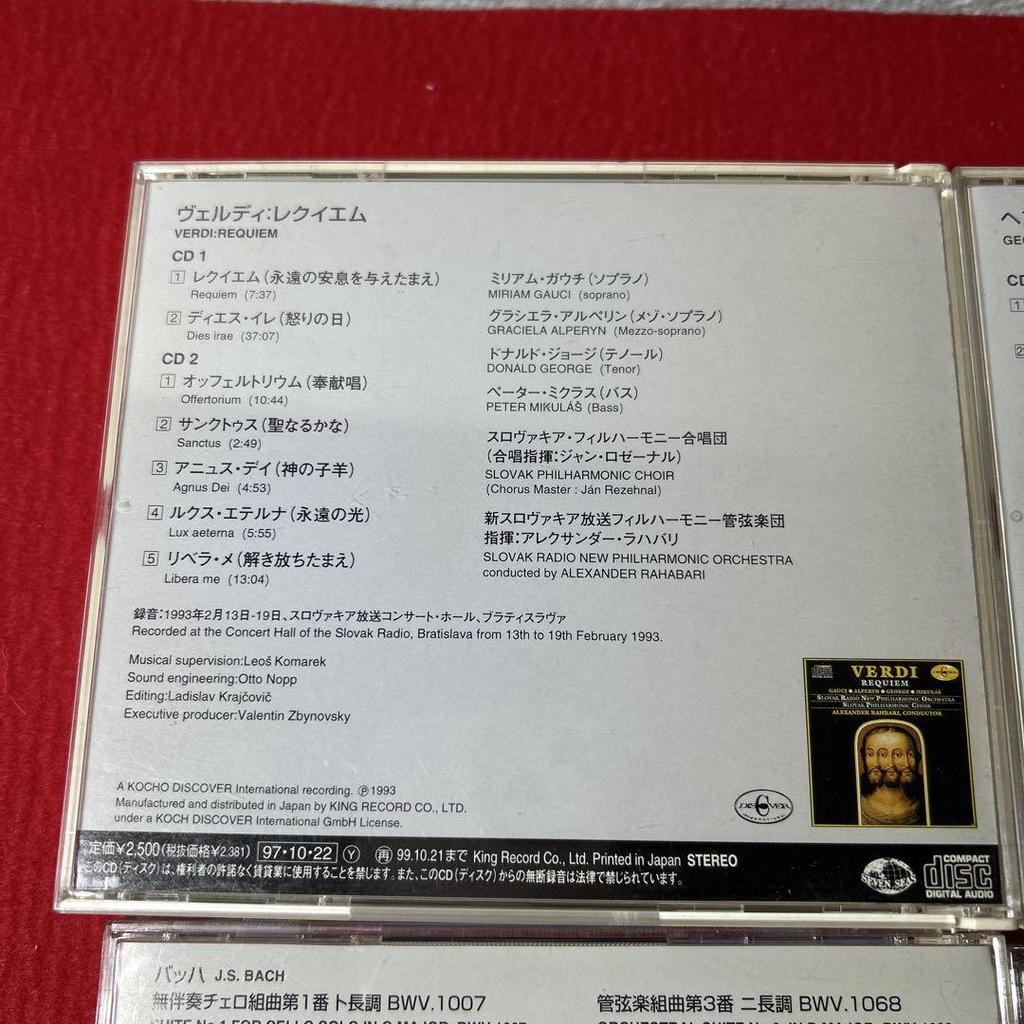 ヴェルディ:レクイエム
VERDI:REQUIEM
CD 1
1 レクイエム(永遠の安息を与えたまえ)
Requiem (7:37)
2 ディエス・イレ(怒りの日)
Dies irae (37:07)
CD 2
1 オッフェルトリウム(奉献唱)
Offertorium (10:44)
2 サンクトゥス(聖なるかな)
Sanctus (2:49)
3 アニュス・デイ(神の子羊)
Agnus Dei (4:53)
4 ルクス・エテルナ(永遠の光)
Lux aeterna (5:55)
5 リベラ・メ(解き放ちたまえ)
Libera me (13:04)
ミリアム・ガウチ(ソプラノ)
MIRIAM GAUCI (soprano)
グラシエラ・アルペリン(メゾ・ソプラノ)
GRACIELA ALPERYN (Mezzo-soprano)
ドナルド・ジョージ(テノール)
DONALD GEORGE (Tenor)
ペーター・ミクラス(バス)
PETER MIKULÁŠ (Bass)
スロヴァキア・フィルハーモニー合唱団
(合唱指揮:ジャン・ロゼーナル)
SLOVAK PHILHARMONIC CHOIR
(Chorus Master : Ján Rezehnal)
新スロヴァキア放送フィルハーモニー管弦楽団
指揮:アレクサンダー・ラハバリ
SLOVAK RADIO NEW PHILHARMONIC ORCHESTRA
conducted by ALEXANDER RAHABARI
録音:1993年2月13日-19日、スロヴァキア放送コンサート・ホール、ブラティスラヴァ
Recorded at the Concert Hall of the Slovak Radio, Bratislava from 13th to 19th February 1993.
Musical supervision:Leoš Komarek
Sound engineering:Otto Nopp
Editing:Ladislav Krajčovič
Executive producer:Valentin Zbynovsky
VERDI
REQUIEM
GAUCI • ALPERYN • GEORGE • MIKULÁŠ
SLOVAK RADIO NEW PHILHARMONIC ORCHESTRA
SLOVAK PHILHARMONIC CHOIR
ALEXANDER RAHBARI, CONDUCTOR
A KOCHO DISCOVER International recording. ℗1993
Manufactured and distributed in Japan by KING RECORD CO., LTD.
under a KOCH DISCOVER International GmbH License.
DISCOVER
INTERNATIONAL
定価¥2,500(税抜価格¥2,381) 97・10・22 Ⓨ 再 99.10.21まで King Record Co., Ltd. Printed in Japan STEREO
このCD(ディスク)は、権利者の許諾なく賃貸業に使用することを禁じます。また、このCD(ディスク)からの無断録音は法律で禁じられています。
SEVEN SEAS
COMPACT
disc
DIGITAL AUDIO
ヘ
GE
CD
1
2
バッハ J.S. BACH
無伴奏チェロ組曲第1番 ト長調 BWV.1007
管弦楽組曲第3番 ニ長調 BWV.1068